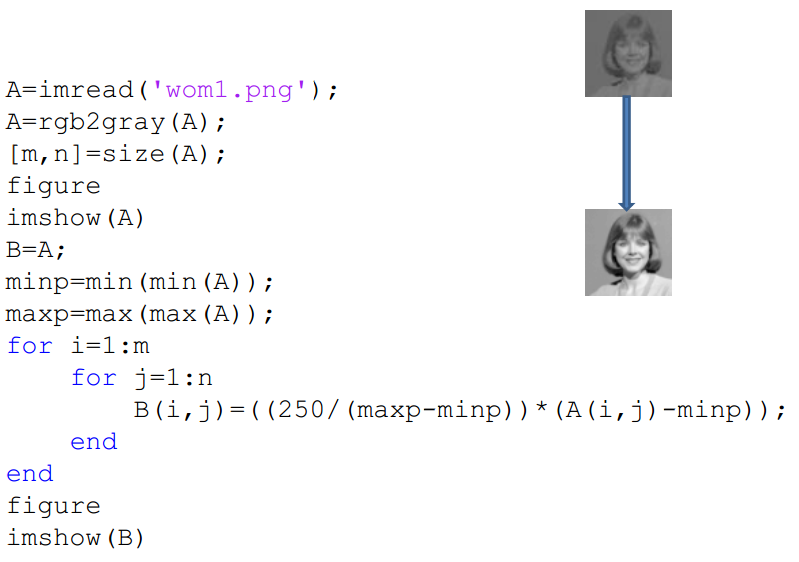 A=imread('wom1.png');
A=rgb2gray(A);
[m,n]=size(A);
figure
imshow(A)
B=A;
minp=min(min(A));
maxp=max(max(A));
for i=1:m
    for j=1:n
        B(i,j)=((250/(maxp-minp))*(A(i,j)-minp));
    end
end
figure
imshow(B)